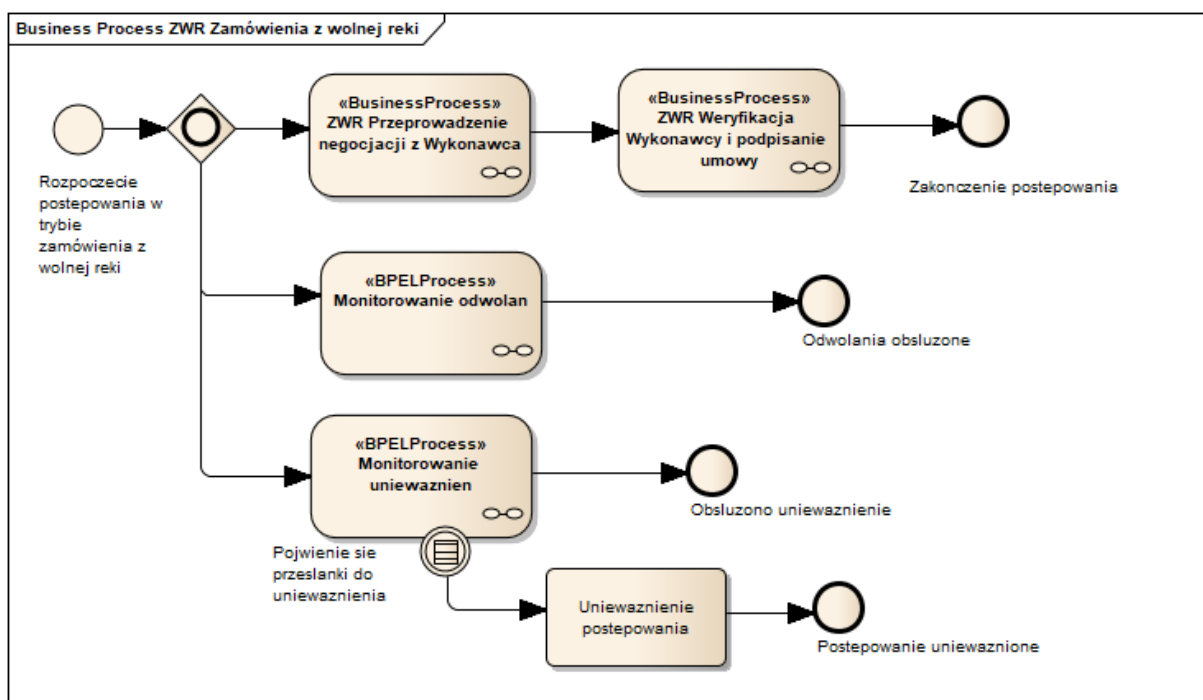 Business Process ZWR Zamówienia z wolnej reki
«BusinessProcess»
ZWR Przeprowadzenie
negocjacji z Wykonawca
«BusinessProcess»
ZWR Weryfikacja
Wykonawcy i podpisanie
umowy
Rozpoczecie
postepowania w
trybie
zamówienia z
wolnej reki
Zakonczenie postepowania
«BPELProcess»
Monitorowanie odwolan
Odwolania obsluzone
«BPELProcess»
Monitorowanie
uniewaznien
Obsluzono uniewaznienie
Pojwienie sie
przeslanki do
uniewaznienia
Uniewaznienie
postepowania
Postepowanie uniewaznione